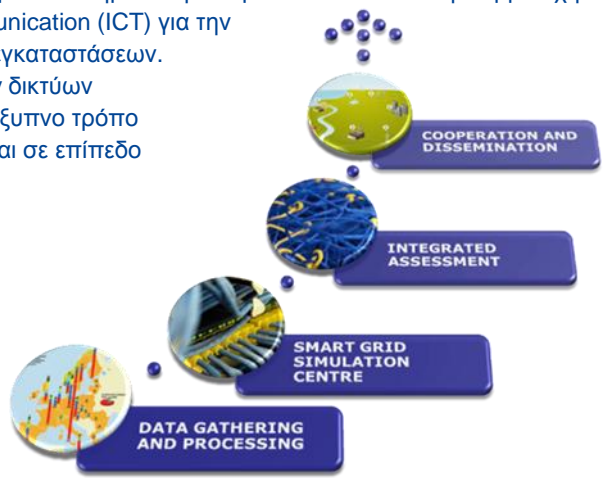 unication (ICT) για την
γκαταστάσεων.
δικτύων
ξυπνο τρόπο
αι σε επίπεδο
COOPERATION AND
DISSEMINATION
INTEGRATED
ASSESSMENT
SMART GRID
SIMULATION
CENTRE
DATA GATHERING
AND PROCESSING